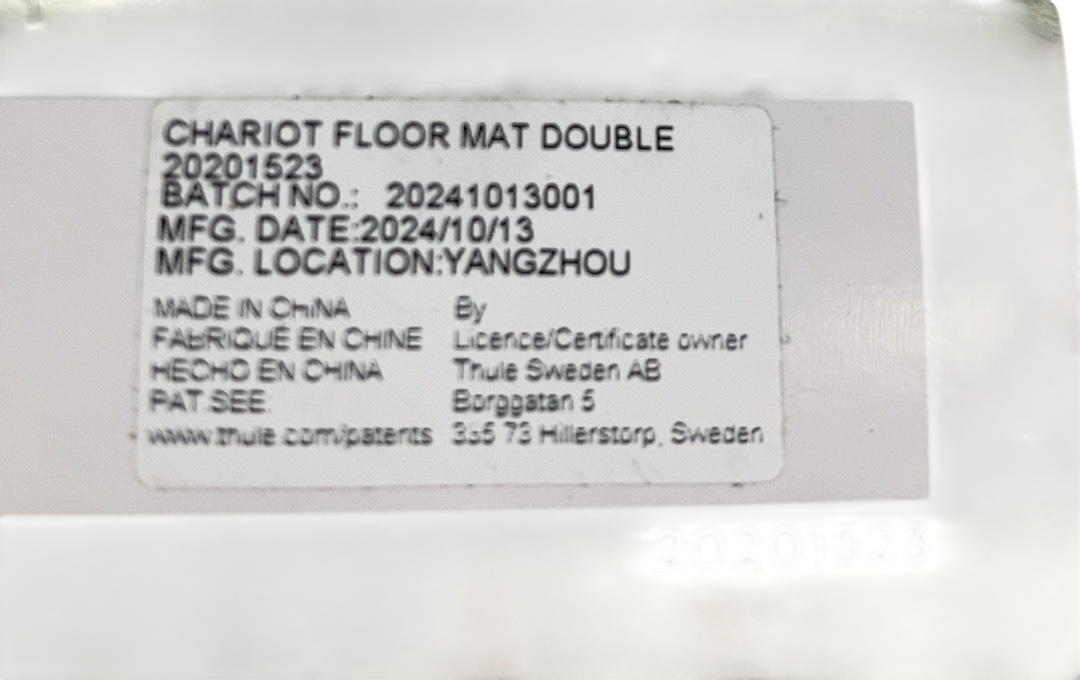 CHARIOT FLOOR MAT DOUBLE
20201523
BATCH NO.: 20241013001
MFG. DATE:2024/10/13
MFG. LOCATION:YANGZHOU
MADE IN CHINA By
FABRIQUÉ EN CHINE Licence/Certificate owner
HECHO EN CHINA Thule Sweden AB
PAT.SEE: Borggatan 5
www.thule.com/patents 335 73 Hillerstorp, Sweden
20201523